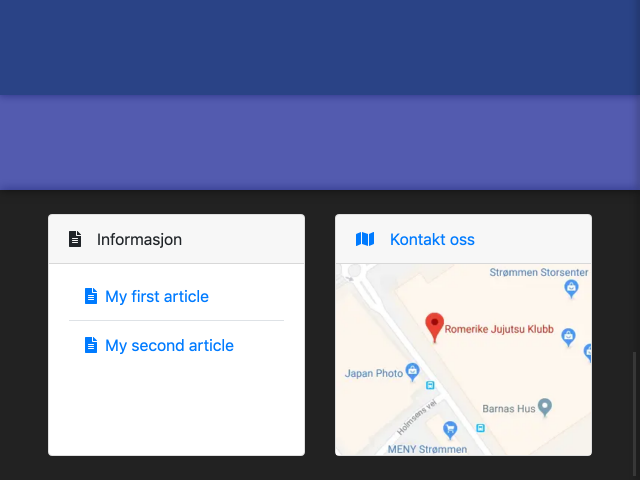 Informasjon
My first article
My second article
Kontakt oss
Strømmen Storsenter
Romerike Jujutsu Klubb
Japan Photo
Holmsens vei
Barnas Hus
MENY Strømmen